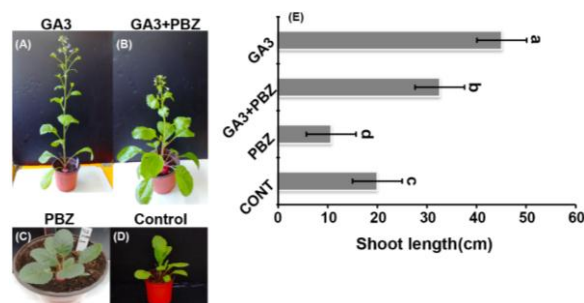 GA3
GA3+PBZ
(A)
(B)
PBZ
Control
(C)
(D)
(E)
GA3
a
GA3+PBZ
b
PBZ
d
CONT
c
0 10 20 30 40 50 60
Shoot length(cm)